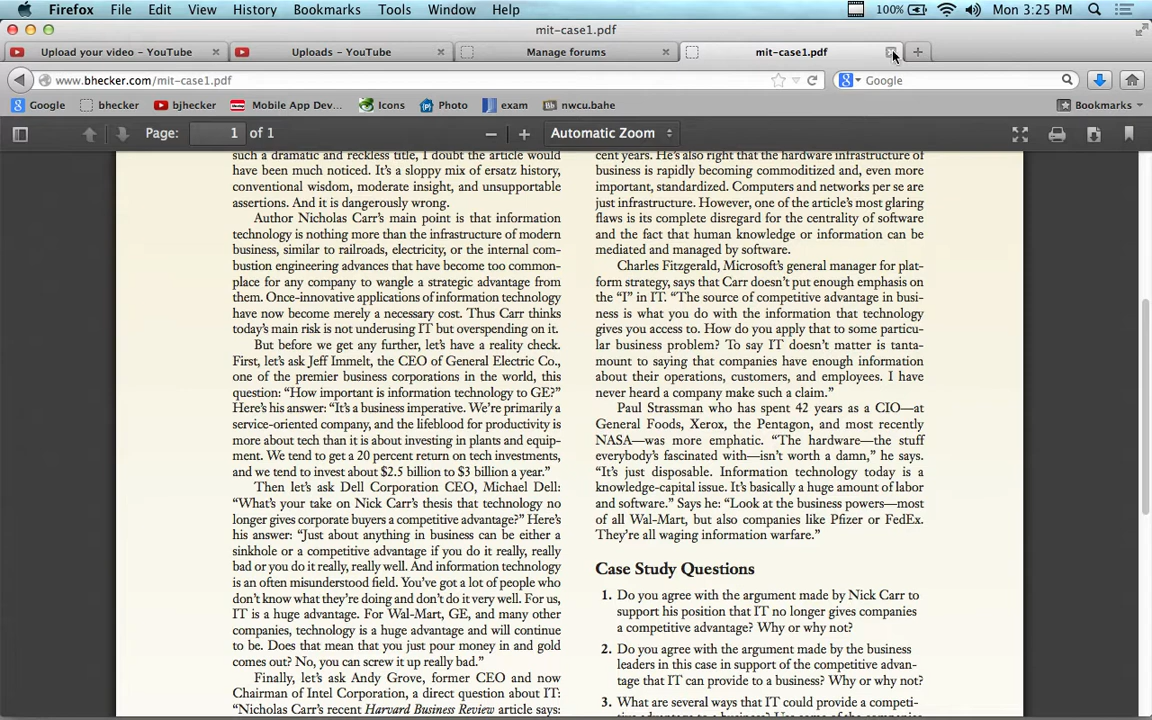 Firefox File Edit View History Bookmarks Tools Window Help 100% Mon 3:25 PM
mit-case1.pdf
Upload your video – YouTube Uploads – YouTube Manage forums mit-case1.pdf
www.bhecker.com/mit-case1.pdf Google
Google bhecker bjhecker Mobile App Dev... Icons Photo exam nwcu.bahe Bookmarks
Page: 1 of 1 Automatic Zoom
such a dramatic and reckless title, I doubt the article would
have been much noticed. It's a sloppy mix of ersatz history,
conventional wisdom, moderate insight, and unsupportable
assertions. And it is dangerously wrong.
Author Nicholas Carr's main point is that information
technology is nothing more than the infrastructure of modern
business, similar to railroads, electricity, or the internal com-
bustion engineering advances that have become too common-
place for any company to wangle a strategic advantage from
them. Once-innovative applications of information technology
have now become merely a necessary cost. Thus Carr thinks
today's main risk is not underusing IT but overspending on it.
But before we get any further, let's have a reality check.
First, let's ask Jeff Immelt, the CEO of General Electric Co.,
one of the premier business corporations in the world, this
question: "How important is information technology to GE?"
Here's his answer: "It's a business imperative. We're primarily a
service-oriented company, and the lifeblood for productivity is
more about tech than it is about investing in plants and equip-
ment. We tend to get a 20 percent return on tech investments,
and we tend to invest about $2.5 billion to $3 billion a year."
Then let's ask Dell Corporation CEO, Michael Dell:
"What's your take on Nick Carr's thesis that technology no
longer gives corporate buyers a competitive advantage?" Here's
his answer: "Just about anything in business can be either a
sinkhole or a competitive advantage if you do it really, really
bad or you do it really, really well. And information technology
is an often misunderstood field. You've got a lot of people who
don't know what they're doing and don't do it very well. For us,
IT is a huge advantage. For Wal-Mart, GE, and many other
companies, technology is a huge advantage and will continue
to be. Does that mean that you just pour money in and gold
comes out? No, you can screw it up really bad."
Finally, let's ask Andy Grove, former CEO and now
Chairman of Intel Corporation, a direct question about IT:
"Nicholas Carr's recent Harvard Business Review article says:
cent years. He's also right that the hardware infrastructure of
business is rapidly becoming commoditized and, even more
important, standardized. Computers and networks per se are
just infrastructure. However, one of the article's most glaring
flaws is its complete disregard for the centrality of software
and the fact that human knowledge or information can be
mediated and managed by software.
Charles Fitzgerald, Microsoft's general manager for plat-
form strategy, says that Carr doesn't put enough emphasis on
the "I" in IT. "The source of competitive advantage in busi-
ness is what you do with the information that technology
gives you access to. How do you apply that to some particu-
lar business problem? To say IT doesn't matter is tanta-
mount to saying that companies have enough information
about their operations, customers, and employees. I have
never heard a company make such a claim."
Paul Strassman who has spent 42 years as a CIO—at
General Foods, Xerox, the Pentagon, and most recently
NASA—was more emphatic. "The hardware—the stuff
everybody's fascinated with—isn't worth a damn," he says.
"It's just disposable. Information technology today is a
knowledge-capital issue. It's basically a huge amount of labor
and software." Says he: "Look at the business powers—most
of all Wal-Mart, but also companies like Pfizer or FedEx.
They're all waging information warfare."
Case Study Questions
1. Do you agree with the argument made by Nick Carr to
support his position that IT no longer gives companies
a competitive advantage? Why or why not?
2. Do you agree with the argument made by the business
leaders in this case in support of the competitive advan-
tage that IT can provide to a business? Why or why not?
3. What are several ways that IT could provide a competi-